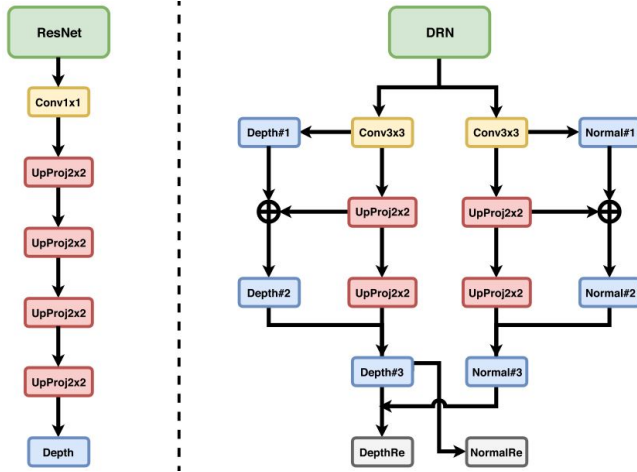 ResNet
Conv1x1
UpProj2x2
UpProj2x2
UpProj2x2
UpProj2x2
Depth
DRN
Depth#1
Conv3x3
Conv3x3
Normal#1
UpProj2x2
UpProj2x2
Depth#2
UpProj2x2
UpProj2x2
Normal#2
Depth#3
Normal#3
DepthRe
NormalRe